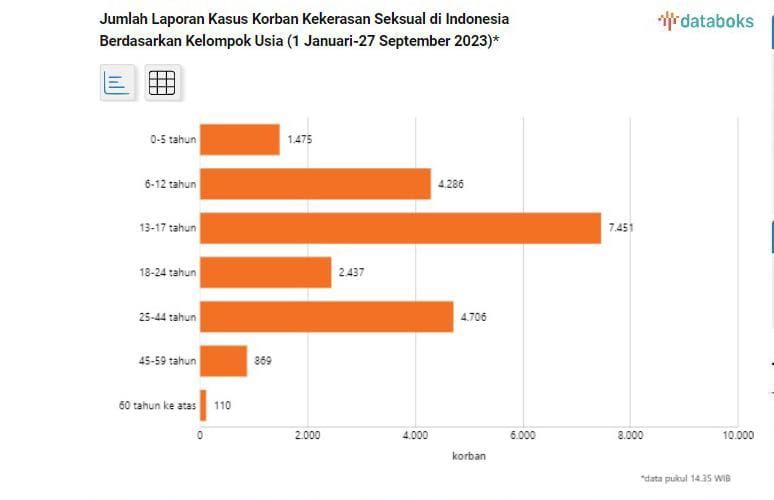 Jumlah Laporan Kasus Korban Kekerasan Seksual di Indonesia
Berdasarkan Kelompok Usia (1 Januari-27 September 2023)*
databoks
0-5 tahun 1.475
6-12 tahun 4.286
13-17 tahun 7.451
18-24 tahun 2.437
25-44 tahun 4.706
45-59 tahun 869
60 tahun ke atas 110
0 2.000 4.000 6.000 8.000 10.000
korban
*data pukul 14.35 WIB